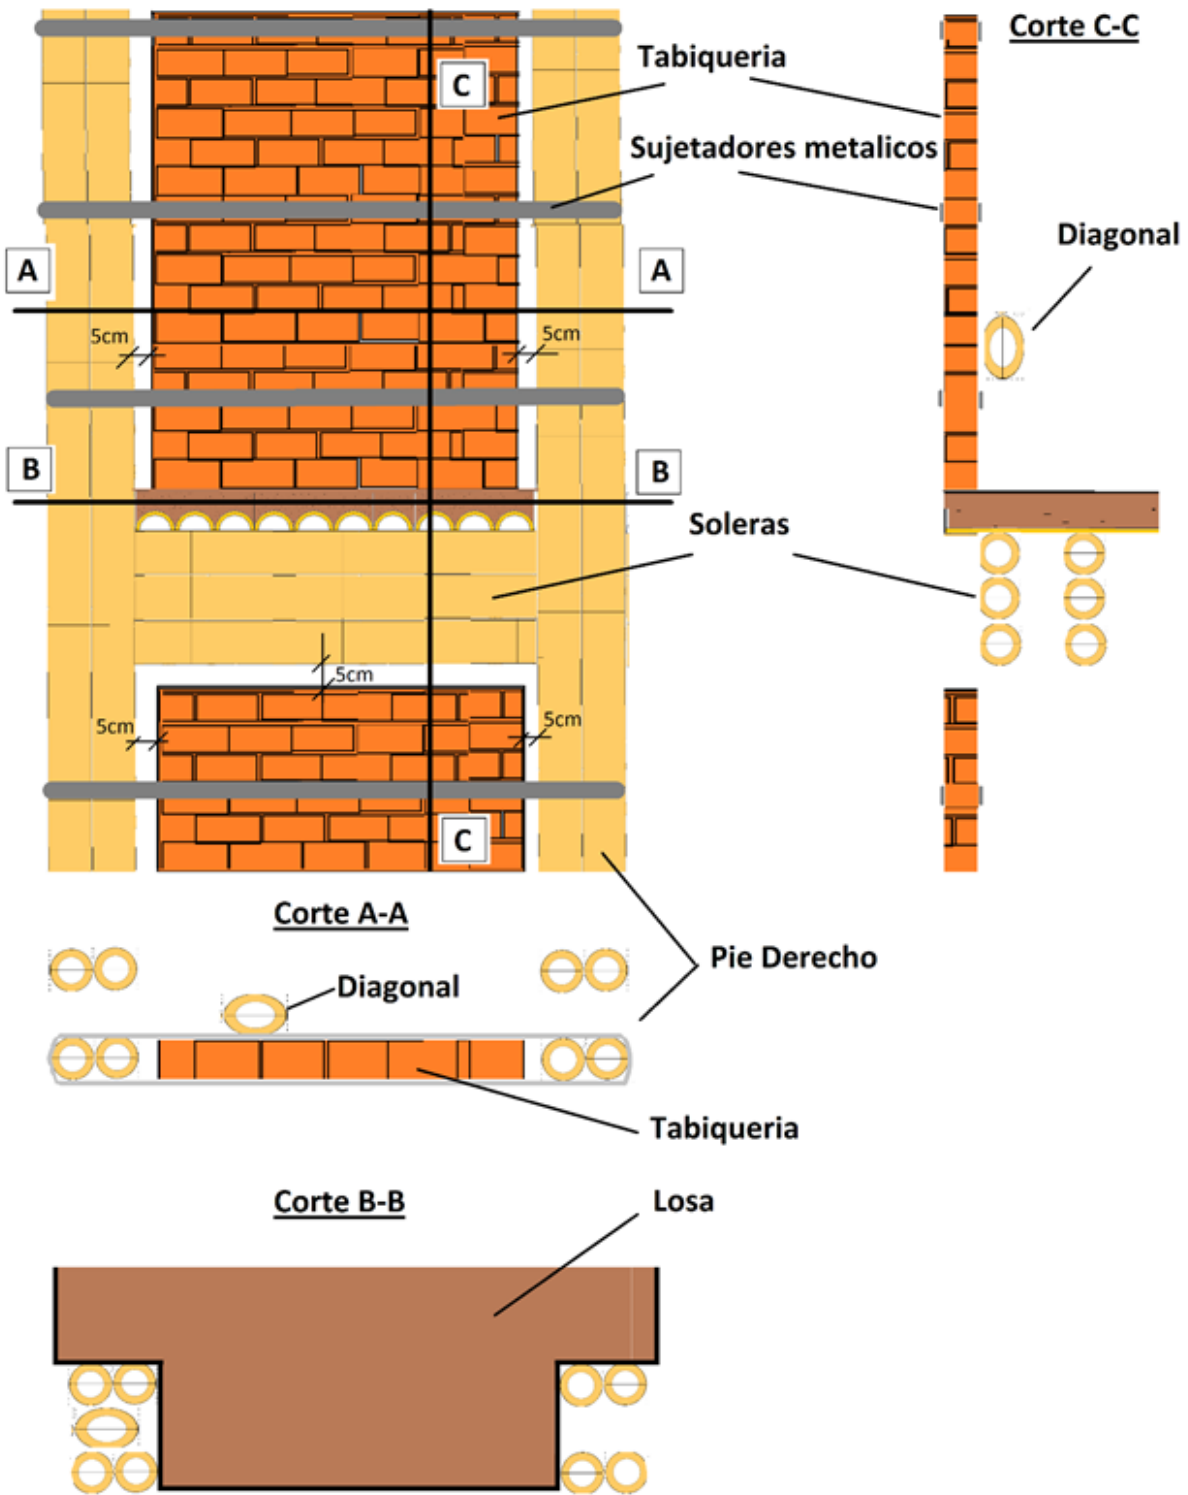 Corte C-C
Tabiqueria
C
Sujetadores metalicos
Diagonal
A
A
5cm
5cm
B
B
Soleras
5cm
5cm
5cm
C
Corte A-A
Pie Derecho
Diagonal
Tabiqueria
Corte B-B
Losa